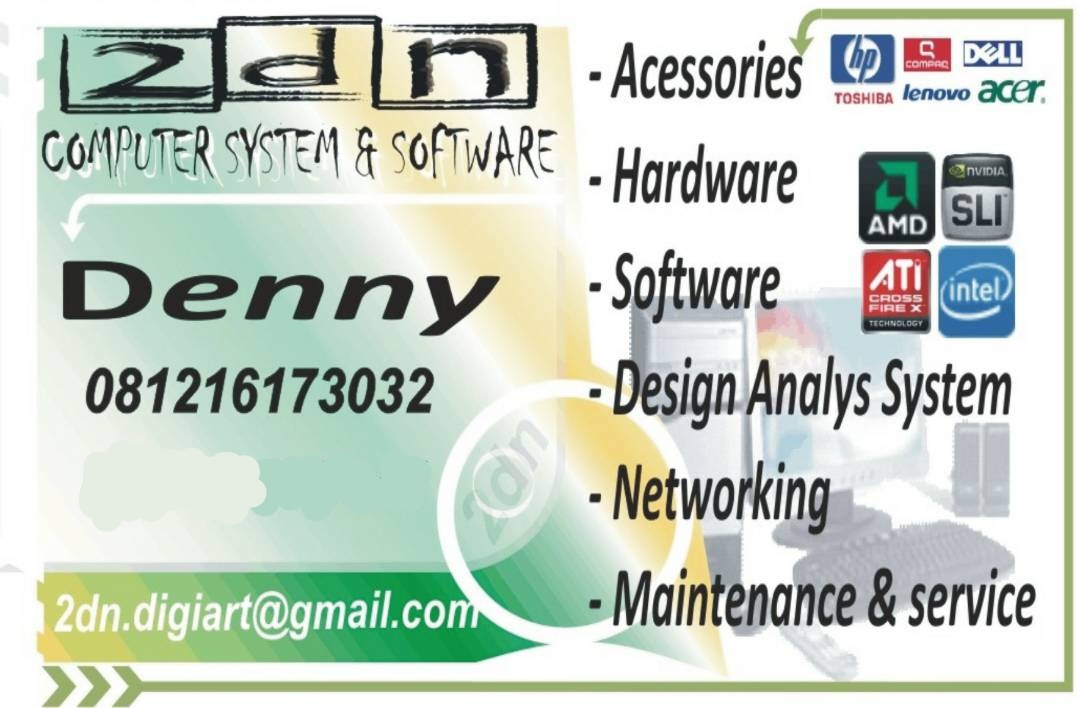 2dn
COMPUTER SYSTEM & SOFTWARE
Denny
081216173032
2dn
2dn.digiart@gmail.com
- Acessories
hp
COMPAQ
DELL
TOSHIBA lenovo acer.
- Hardware
AMD
NVIDIA.
SLI
- Software
ATI
CROSS
FIRE X
TECHNOLOGY
intel
- Design Analys System
- Networking
- Maintenance & service